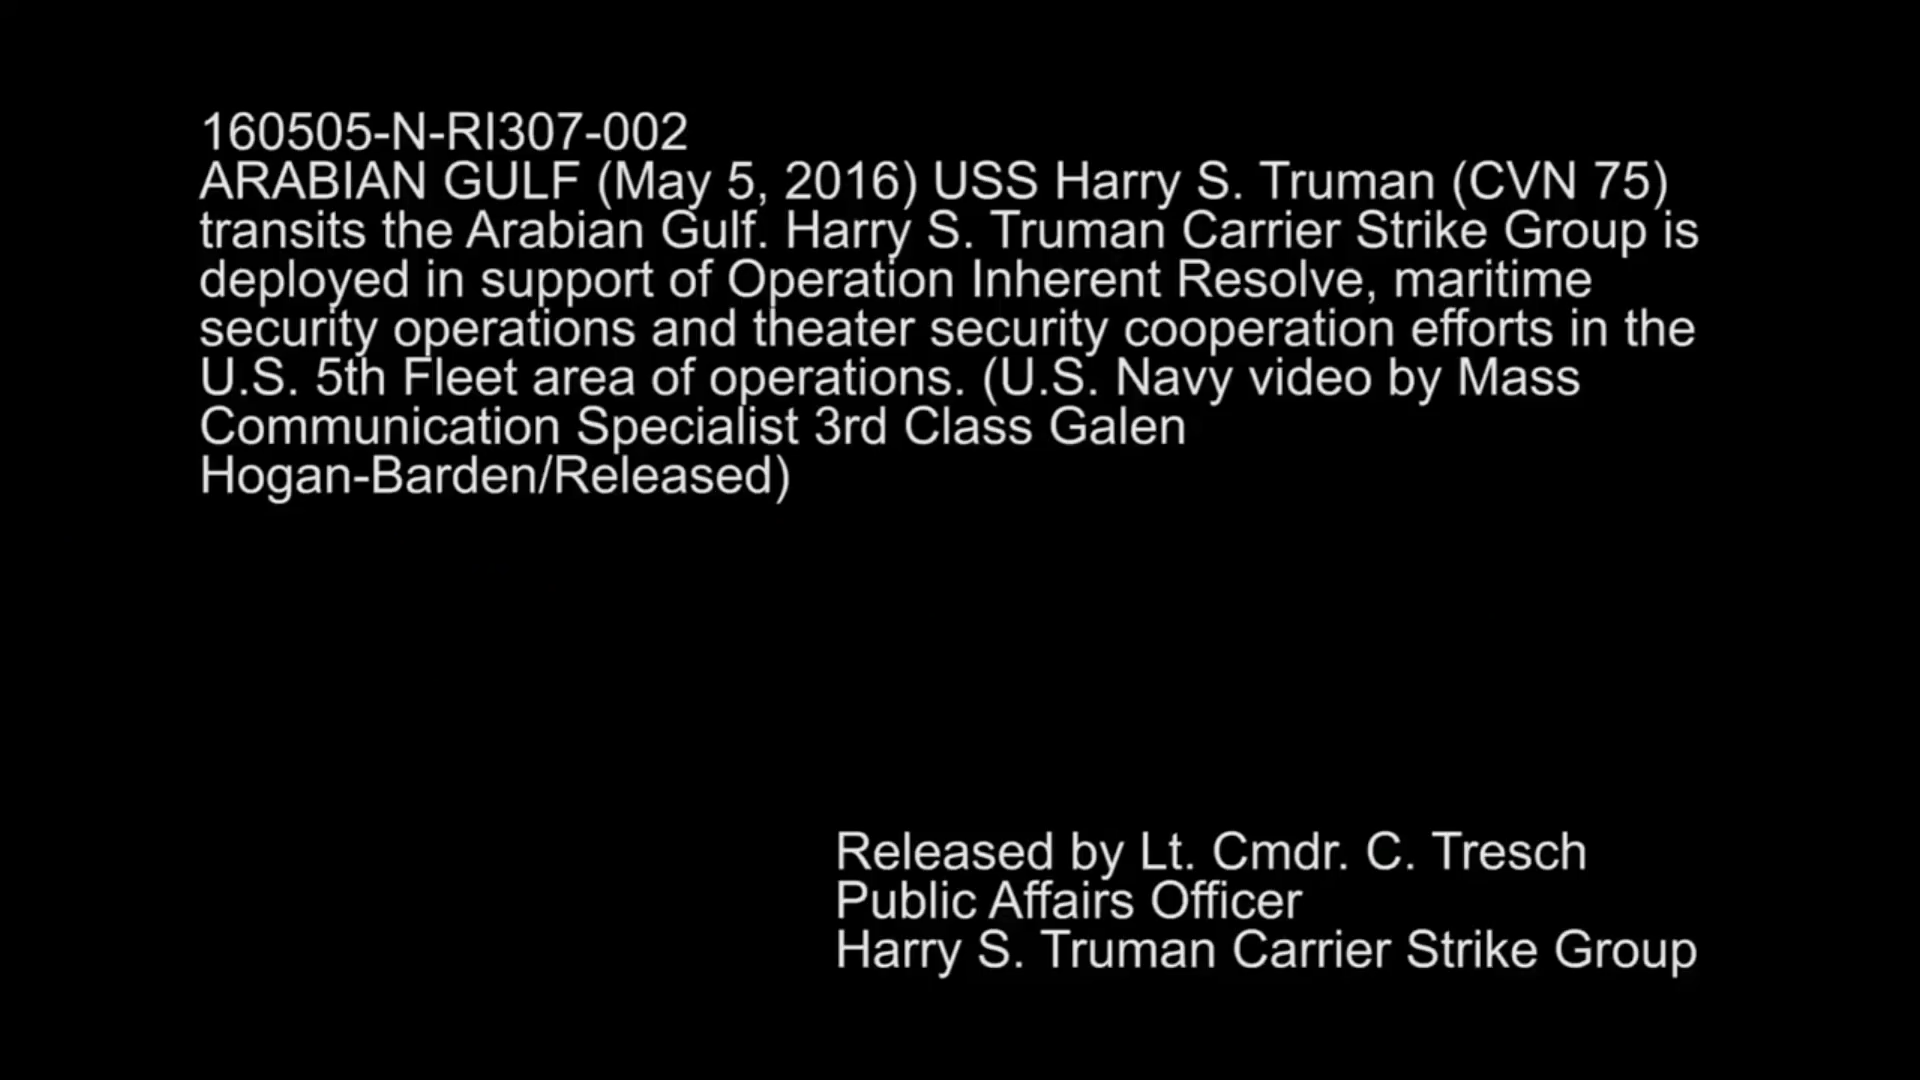 160505-N-RI307-002
ARABIAN GULF (May 5, 2016) USS Harry S. Truman (CVN 75)
transits the Arabian Gulf. Harry S. Truman Carrier Strike Group is
deployed in support of Operation Inherent Resolve, maritime
security operations and theater security cooperation efforts in the
U.S. 5th Fleet area of operations. (U.S. Navy video by Mass
Communication Specialist 3rd Class Galen
Hogan-Barden/Released)
Released by Lt. Cmdr. C. Tresch
Public Affairs Officer
Harry S. Truman Carrier Strike Group